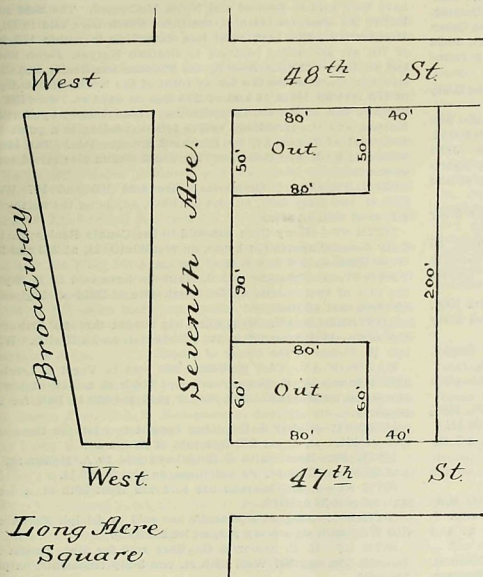 West 48th St.
80' 40'
50' Out. 50'
80'
Broadway
Seventh Ave.
90'
200'
80'
60' Out. 60'
80' 40'
West. 47th St.
Long Acre
Square